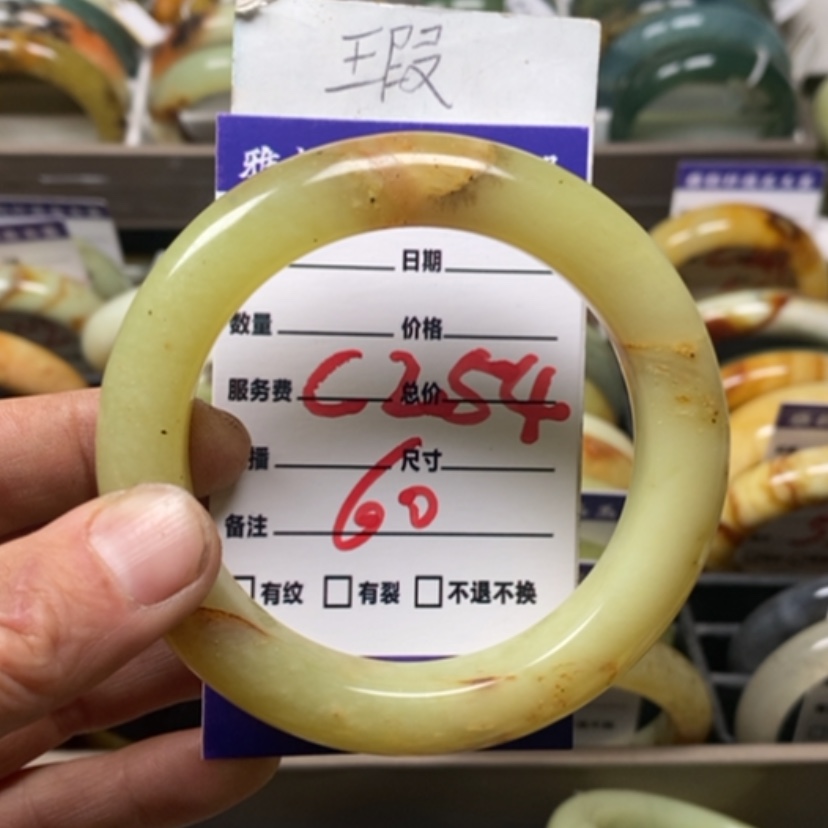 瑕
雅
日期
数量 价格
服务费 总价
C254
播 尺寸
60
备注
有纹 有裂 不退不换